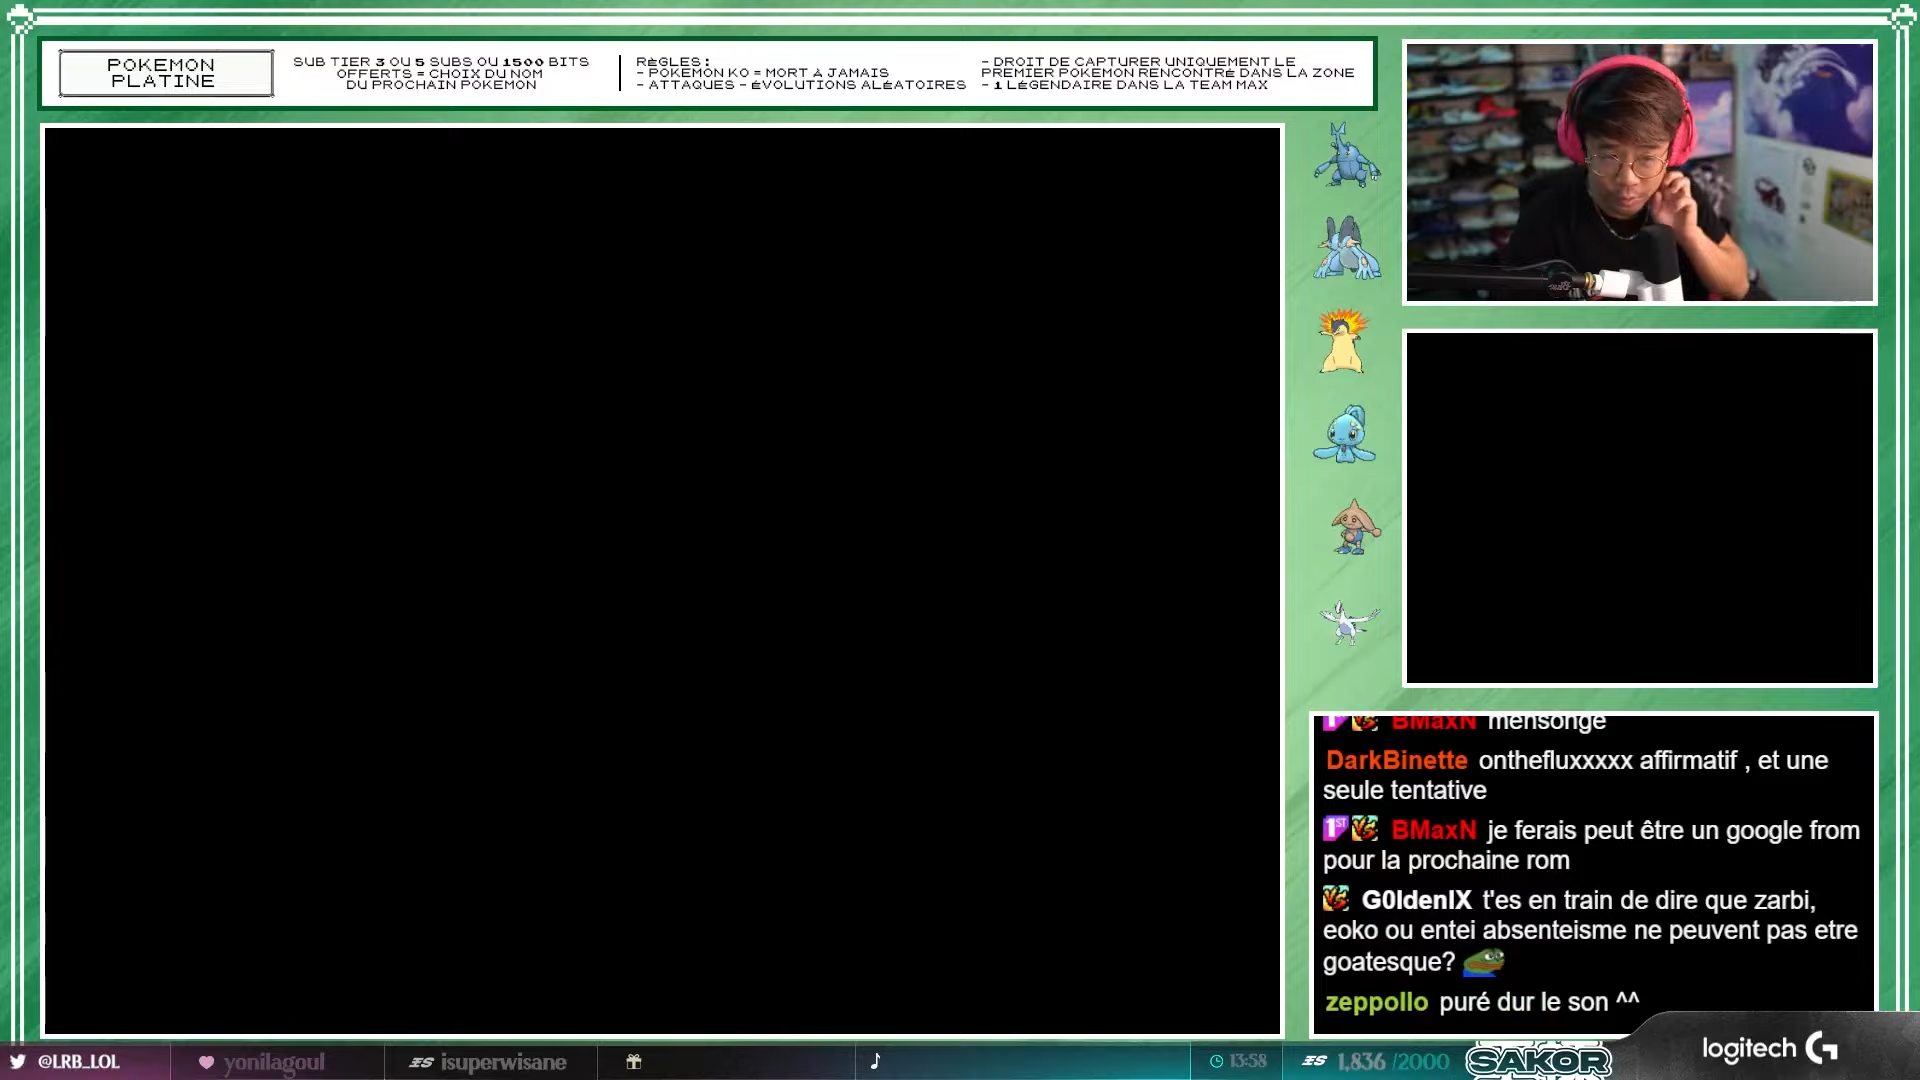 POKEMON
PLATINE
SUB TIER 3 OU 5 SUBS OU 1500 BITS
OFFERTS = CHOIX DU NOM
DU PROCHAIN POKEMON
RÈGLES :
- POKEMON KO = MORT À JAMAIS
- ATTAQUES - ÉVOLUTIONS ALÉATOIRES
- DROIT DE CAPTURER UNIQUEMENT LE
PREMIER POKEMON RENCONTRÉ DANS LA ZONE
- 1 LÉGENDAIRE DANS LA TEAM MAX
BMaxN mensonge
DarkBinette onthefluxxxxx affirmatif , et une
seule tentative
1ST BMaxN je ferais peut être un google from
pour la prochaine rom
G0ldenIX t'es en train de dire que zarbi,
eoko ou entei absenteisme ne peuvent pas etre
goatesque?
zeppollo puré dur le son ^^
@LRB_LOL
yonilagoul
isuperwisane
13:58
1,836 /2000
SAKOR
logitech G